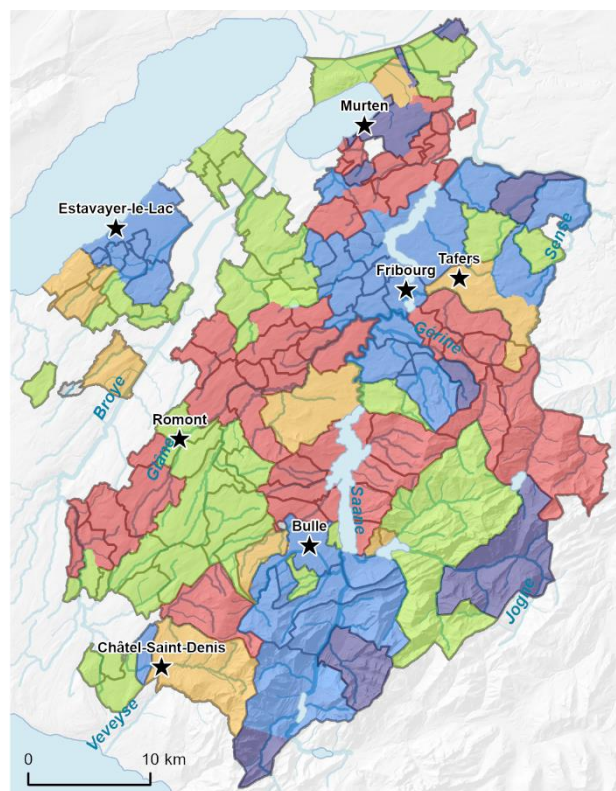 Murten
Estavayer-le-Lac
Sense
Tafers
Fribourg
Gérine
Broye
Romont
Glâne
Saane
Bulle
Jogne
Châtel-Saint-Denis
Veveyse
0 10 km